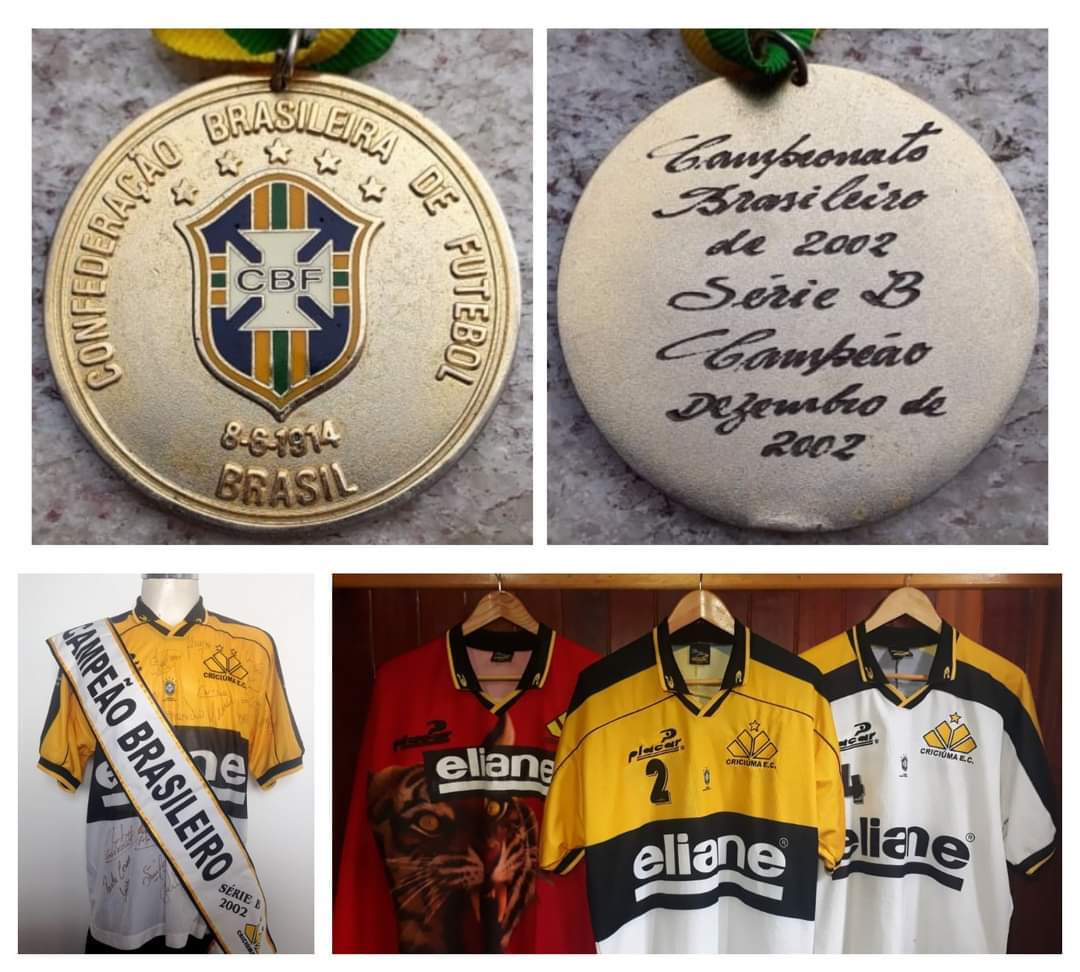 CONFEDERAÇÃO BRASILEIRA DE FUTEBOL
CBF
8-6-1914
BRASIL
Campeonato
Brasileiro
de 2002
Série B
Campeão
Dezembro de
2002
CRICIÚMA E.C.
CAMPEÃO BRASILEIRO
SÉRIE B
2002
placar
eliane
placar
2
CRICIÚMA E.C.
eliane®
placar
4
CRICIÚMA E.C.
eliane®